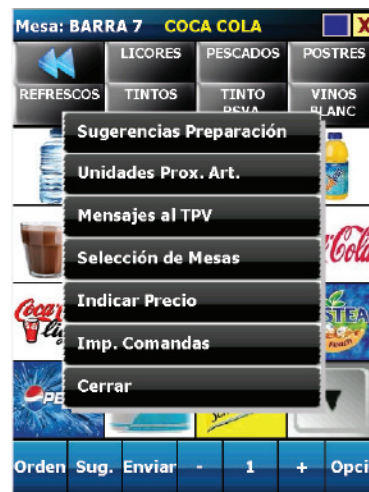 Mesa: BARRA 7 COCA COLA X
LICORES PESCADOS POSTRES
REFRESCOS TINTOS TINTO VINOS
Sugerencias Preparación
Unidades Prox. Art.
Mensajes al TPV
Selección de Mesas
Indicar Precio
Imp. Comandas
Cerrar
Orden Sug. Enviar - 1 + Opci